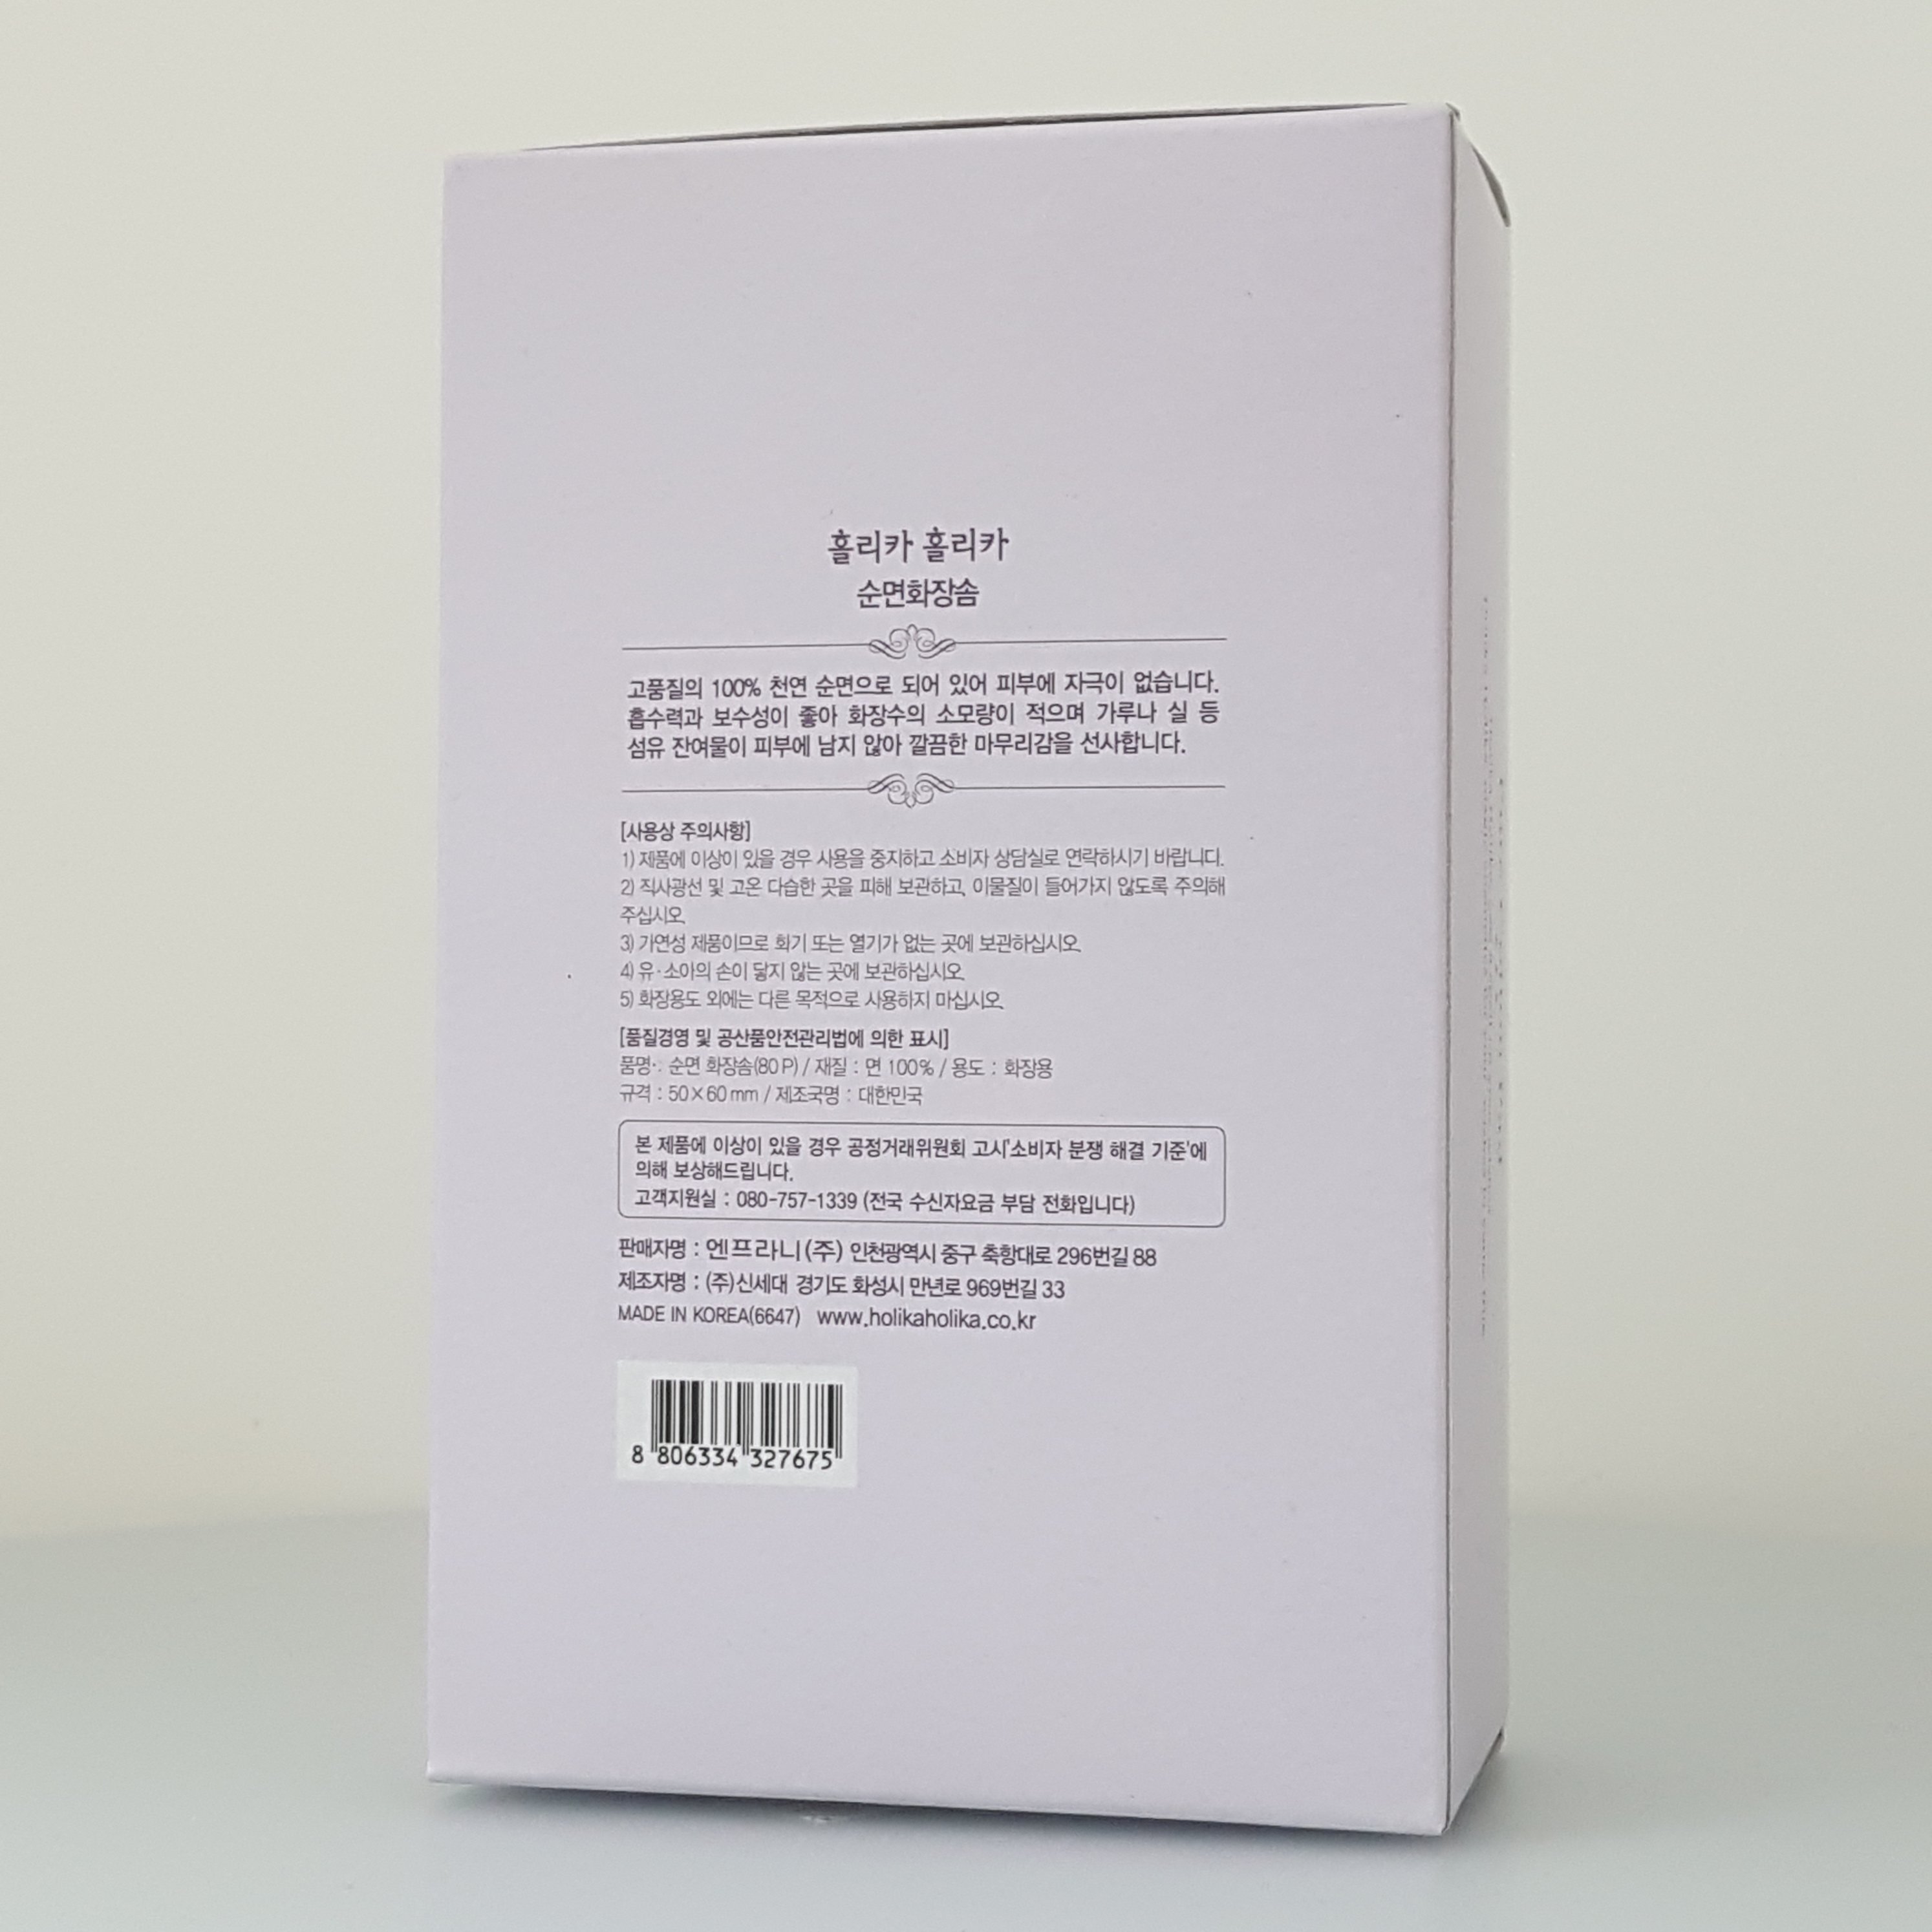 홀리카 홀리카
순면화장솜
고품질의 100% 천연 순면으로 되어 있어 피부에 자극이 없습니다.
흡수력과 보수성이 좋아 화장수의 소모량이 적으며 가루나 실 등
섬유 잔여물이 피부에 남지 않아 깔끔한 마무리감을 선사합니다.
[사용상 주의사항]
1) 제품에 이상이 있을 경우 사용을 중지하고 소비자 상담실로 연락하시기 바랍니다.
2) 직사광선 및 고온 다습한 곳을 피해 보관하고, 이물질이 들어가지 않도록 주의해
주십시오.
3) 가연성 제품이므로 화기 또는 열기가 없는 곳에 보관하십시오.
4) 유·소아의 손이 닿지 않는 곳에 보관하십시오.
5) 화장용도 외에는 다른 목적으로 사용하지 마십시오.
[품질경영 및 공산품안전관리법에 의한 표시]
품명 : 순면 화장솜(80P) / 재질 : 면 100% / 용도 : 화장용
규격 : 50×60mm / 제조국명 : 대한민국
본 제품에 이상이 있을 경우 공정거래위원회 고시'소비자 분쟁 해결 기준'에
의해 보상해드립니다.
고객지원실 : 080-757-1339 (전국 수신자요금 부담 전화입니다)
판매자명 : 엔프라니(주) 인천광역시 중구 축항대로 296번길 88
제조자명 : (주)신세대 경기도 화성시 만년로 969번길 33
MADE IN KOREA(6647) www.holikaholika.co.kr
8 806334 327675